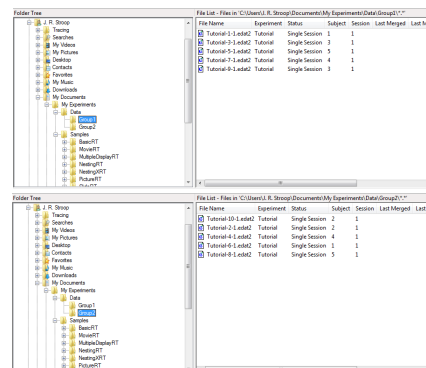 Folder Tree
J. R. Stroop
Tracing
Searches
My Videos
My Pictures
Desktop
Contacts
Favorites
My Music
Downloads
My Documents
My Experiments
Data
Group1
Group2
Samples
BasicRT
MovieRT
MultipleDisplayRT
NestingRT
NestingXRT
PictureRT
File List - Files in 'C:\Users\J. R. Stroop\Documents\My Experiments\Data\Group1\*.*'
File Name Experiment Status Subject Session Last Merged Last M
Tutorial-1-1.edat2 Tutorial Single Session 1 1
Tutorial-3-1.edat2 Tutorial Single Session 3 1
Tutorial-5-1.edat2 Tutorial Single Session 3 1
Tutorial-7-1.edat2 Tutorial Single Session 4 1
Tutorial-9-1.edat2 Tutorial Single Session 3 1
Folder Tree
J. R. Stroop
Tracing
Searches
My Videos
My Pictures
Desktop
Contacts
Favorites
My Music
Downloads
My Documents
My Experiments
Data
Group1
Group2
Samples
BasicRT
MovieRT
MultipleDisplayRT
NestingRT
NestingXRT
PictureRT
File List - Files in 'C:\Users\J. R. Stroop\Documents\My Experiments\Data\Group2\*.*'
File Name Experiment Status Subject Session Last Merged Last
Tutorial-10-1.edat2 Tutorial Single Session 2 1
Tutorial-2-1.edat2 Tutorial Single Session 2 1
Tutorial-4-1.edat2 Tutorial Single Session 4 1
Tutorial-6-1.edat2 Tutorial Single Session 1 1
Tutorial-8-1.edat2 Tutorial Single Session 5 1